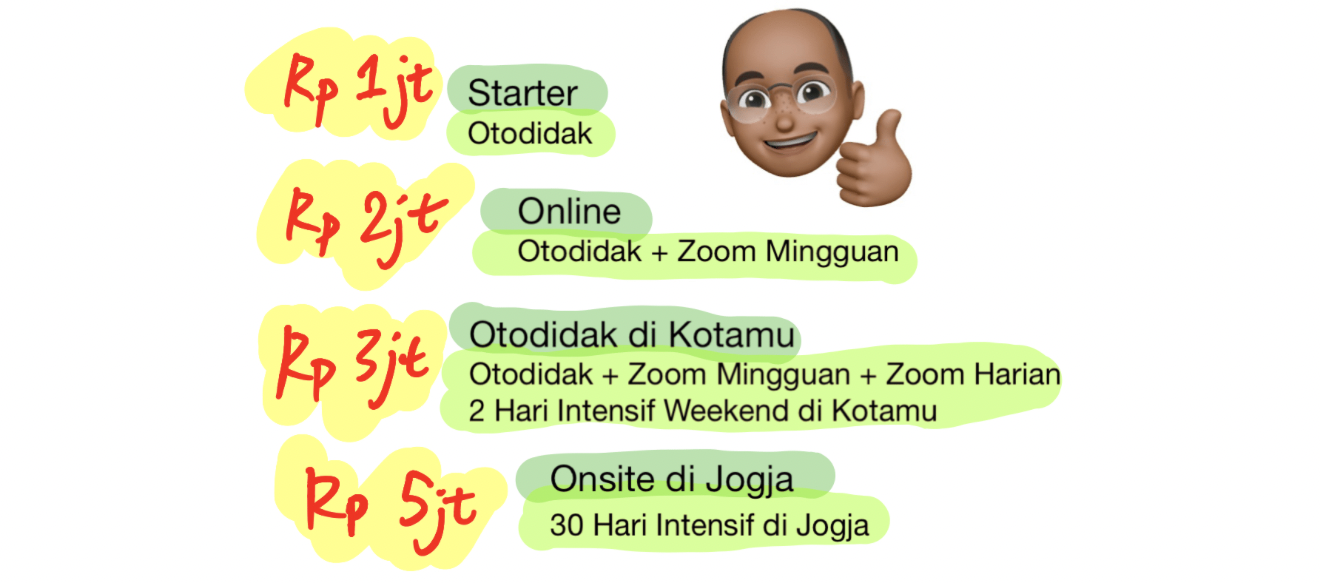 Rp 1jt
Starter
Otodidak
Rp 2jt
Online
Otodidak + Zoom Mingguan
Rp 3jt
Otodidak di Kotamu
Otodidak + Zoom Mingguan + Zoom Harian
2 Hari Intensif Weekend di Kotamu
Rp 5jt
Onsite di Jogja
30 Hari Intensif di Jogja